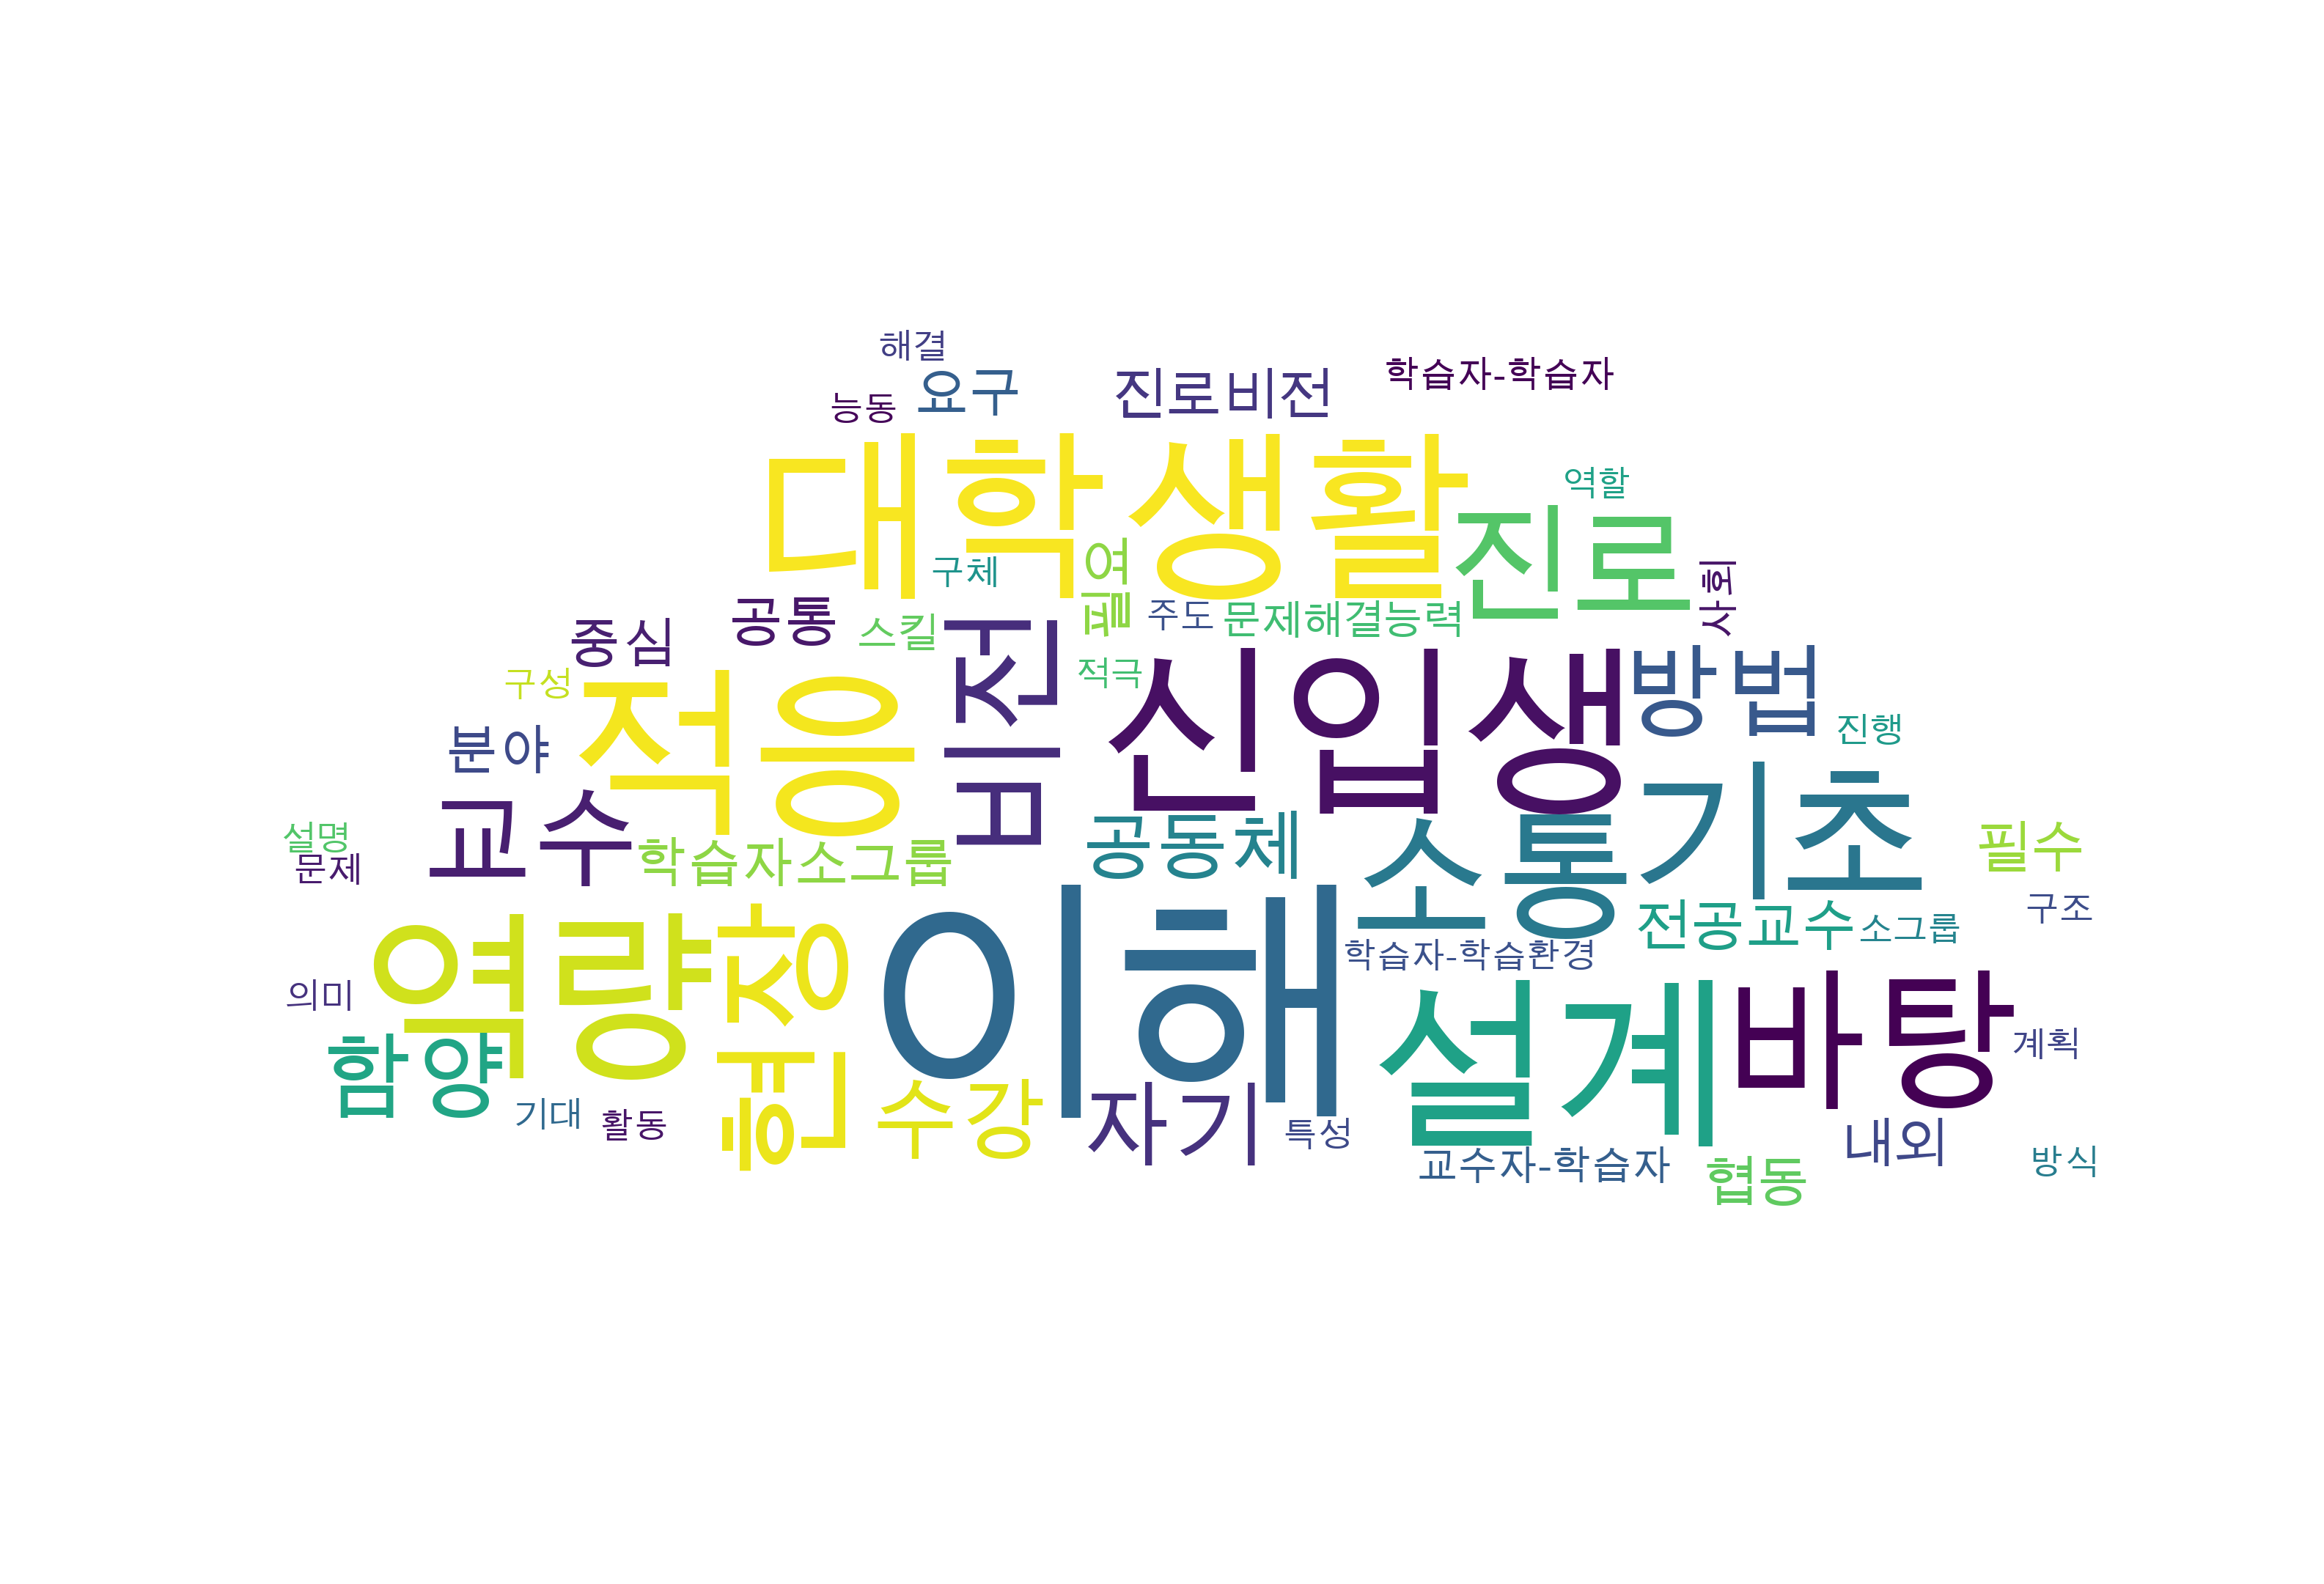 해결
요구
진로비전
학습자-학습자
능동
대학생활
역할
진로
구체
참여
사회
공통
스킬
주도
문제해결능력
중심
비전
적극
신입생
방법
구성
적응
분야
진행
교수
기초
설명
문제
학습자소그룹
공동체
소통
필수
구조
전공교수
소그룹
역량
이해
학습자-학습환경
의미
설계
바탕
함양
계획
기대
활동
수강
자기
특성
내외
교수자-학습자
협동
방식